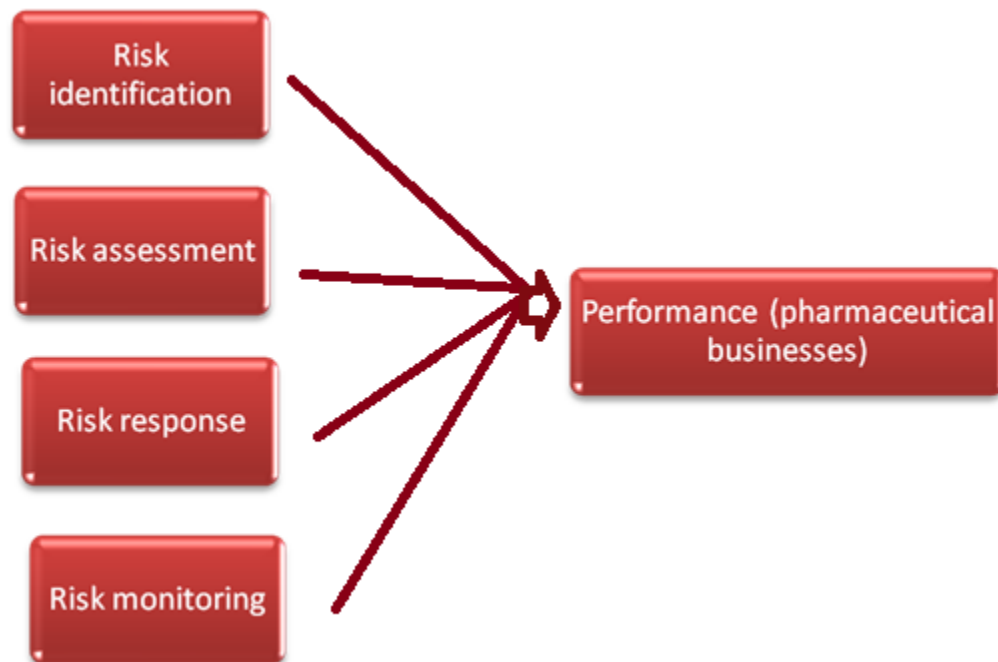 Risk
identification
Risk assessment
Risk response
Risk monitoring
Performance (pharmaceutical
businesses)